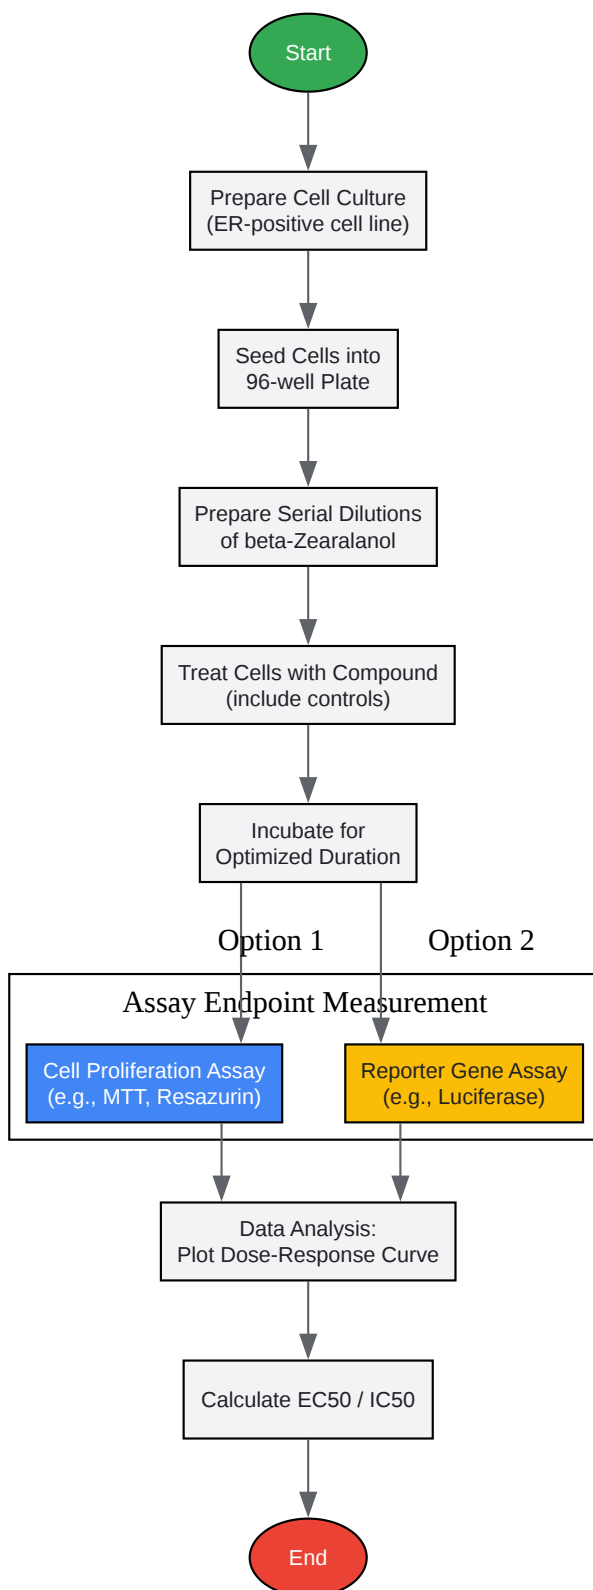 Start
Prepare Cell Culture
(ER-positive cell line)
Seed Cells into
96-well Plate
Prepare Serial Dilutions
of beta-Zearalanol
Treat Cells with Compound
(include controls)
Incubate for
Optimized Duration
Option 1
Option 2
Assay Endpoint Measurement
Cell Proliferation Assay
(e.g., MTT, Resazurin)
Reporter Gene Assay
(e.g., Luciferase)
Data Analysis:
Plot Dose-Response Curve
Calculate EC50 / IC50
End